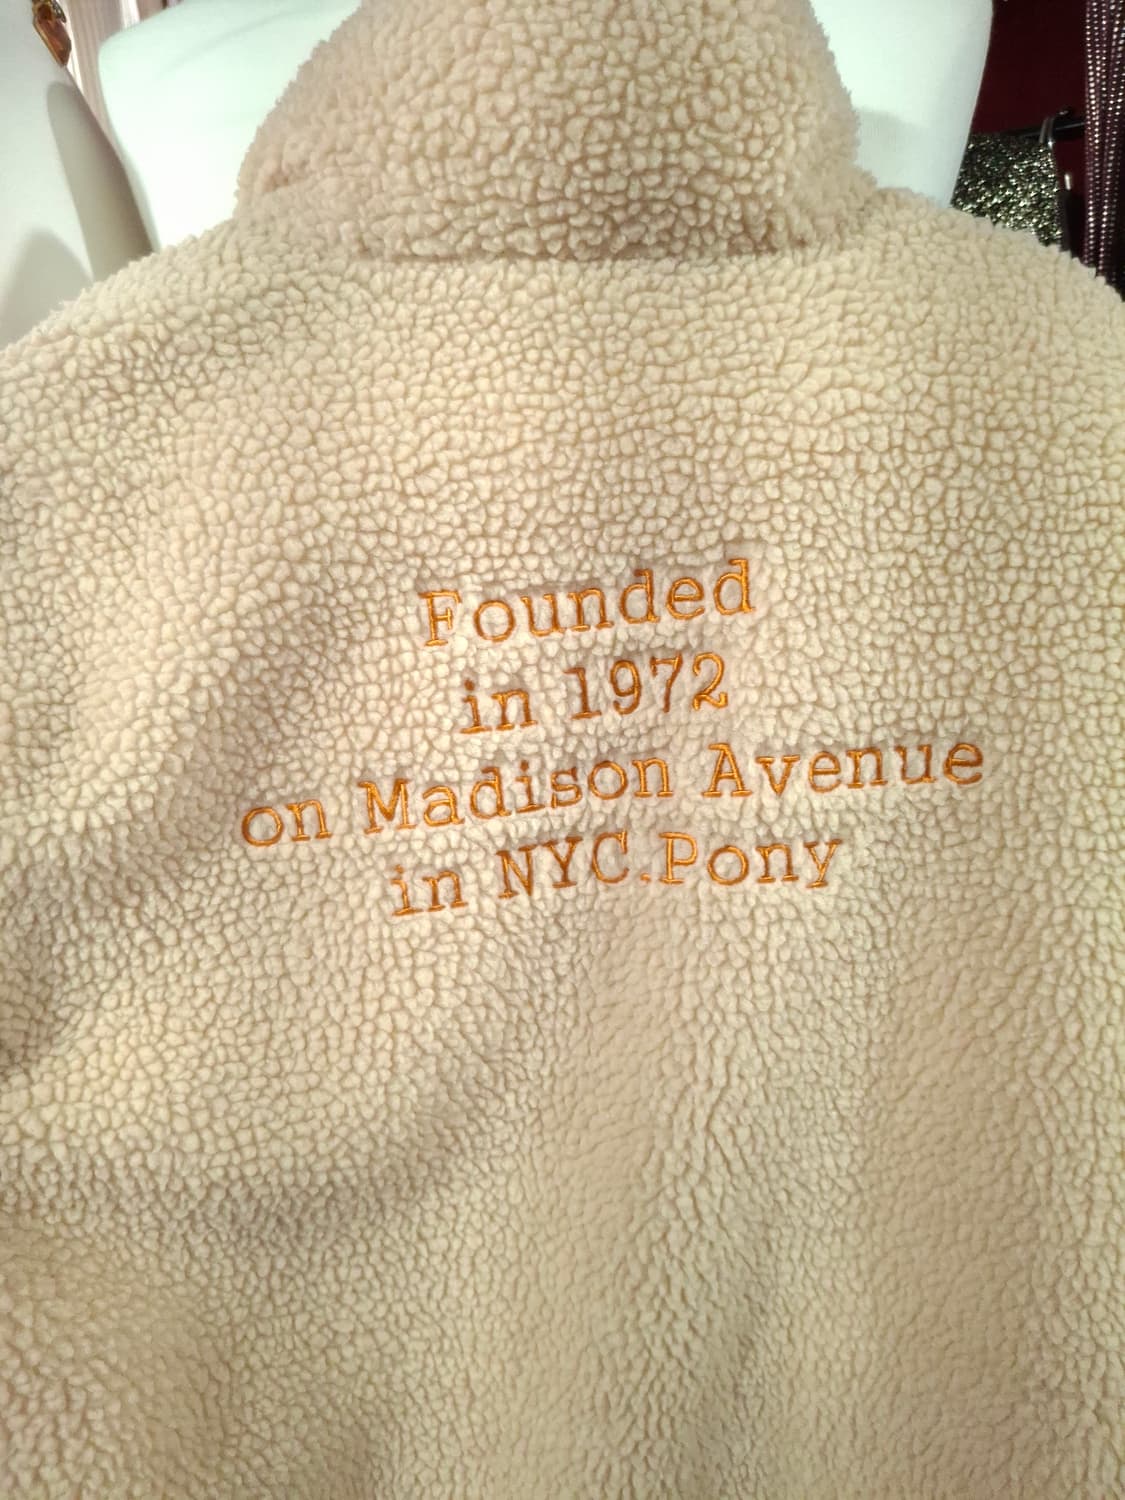 Founded
in 1972
on Madison Avenue
in NYC.Pony